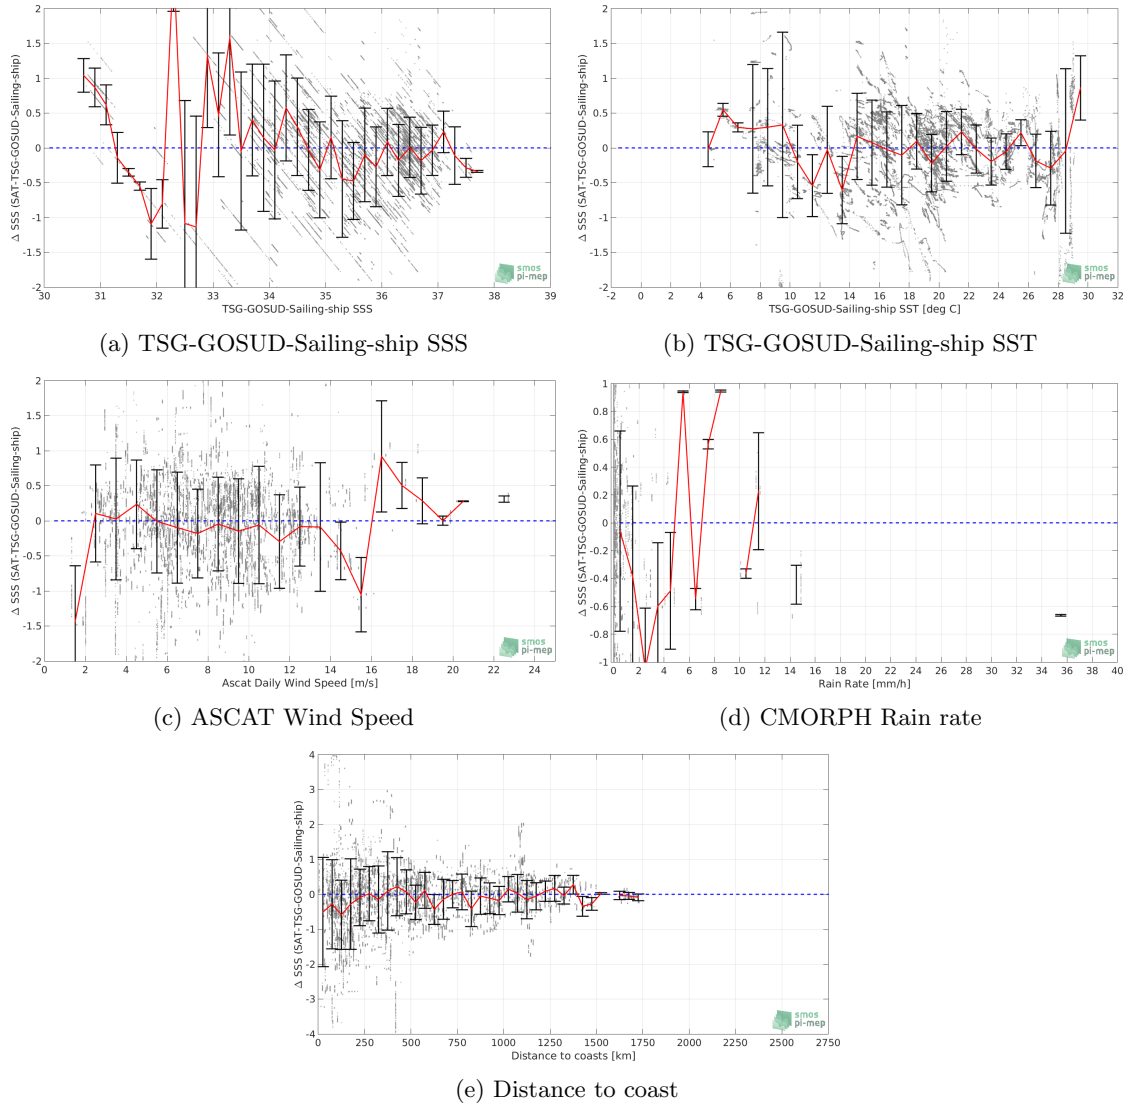 2
1.5
1
0.5
0
-0.5
-1
-1.5
-2
Δ SSS (SAT-TSG-GOSUD-Sailing-ship)
30 31 32 33 34 35 36 37 38 39
TSG-GOSUD-Sailing-ship SSS
smos
pi-mep
(a) TSG-GOSUD-Sailing-ship SSS
2
1.5
1
0.5
0
-0.5
-1
-1.5
-2
Δ SSS (SAT-TSG-GOSUD-Sailing-ship)
-2 0 2 4 6 8 10 12 14 16 18 20 22 24 26 28 30 32
TSG-GOSUD-Sailing-ship SST [deg C]
smos
pi-mep
(b) TSG-GOSUD-Sailing-ship SST
2
1.5
1
0.5
0
-0.5
-1
-1.5
-2
Δ SSS (SAT-TSG-GOSUD-Sailing-ship)
0 2 4 6 8 10 12 14 16 18 20 22 24
Ascat Daily Wind Speed [m/s]
smos
pi-mep
(c) ASCAT Wind Speed
1
0.8
0.6
0.4
0.2
0
-0.2
-0.4
-0.6
-0.8
-1
Δ SSS (SAT-TSG-GOSUD-Sailing-ship)
0 2 4 6 8 10 12 14 16 18 20 22 24 26 28 30 32 34 36 38 40
Rain Rate [mm/h]
smos
pi-mep
(d) CMORPH Rain rate
4
3
2
1
0
-1
-2
-3
-4
Δ SSS (SAT-TSG-GOSUD-Sailing-ship)
0 250 500 750 1000 1250 1500 1750 2000 2250 2500 2750
Distance to coasts [km]
smos
pi-mep
(e) Distance to coast